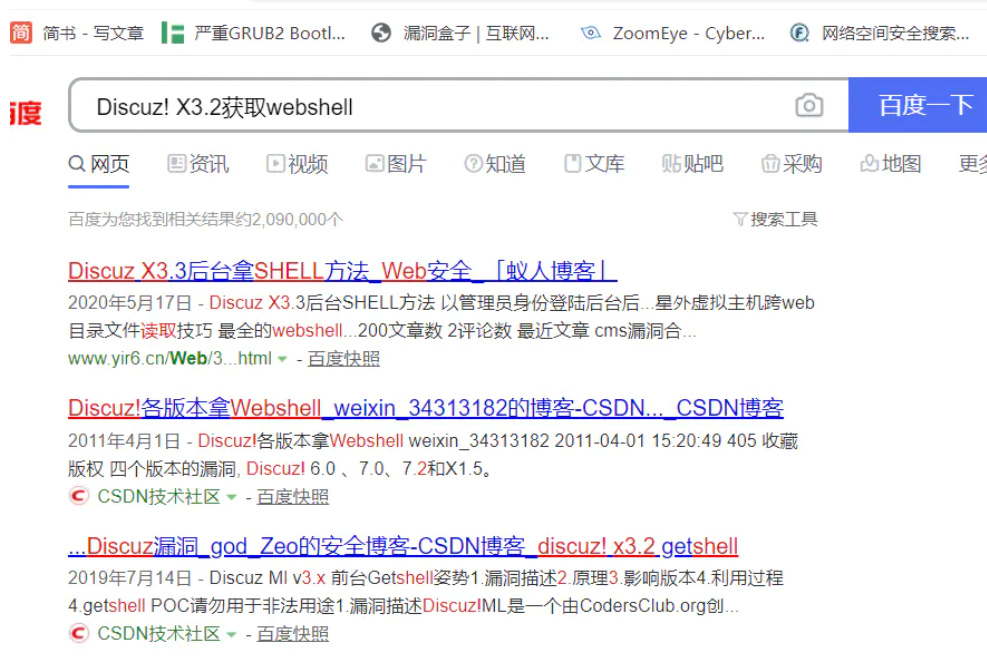 简 简书 - 写文章 严重GRUB2 Bootl... 漏洞盒子 | 互联网... ZoomEye - Cyber... 网络空间安全搜索...
百度 Discuz! X3.2获取webshell 百度一下
网页 资讯 视频 图片 知道 文库 贴吧 采购 地图 更多
百度为您找到相关结果约2,090,000个 搜索工具
Discuz X3.3后台拿SHELL方法_Web安全_「蚁人博客」
2020年5月17日 - Discuz X3.3后台SHELL方法 以管理员身份登陆后台后...星外虚拟主机跨web
目录文件读取技巧 最全的webshell...200文章数 2评论数 最近文章 cms漏洞合...
www.yir6.cn/Web/3...html - 百度快照
Discuz!各版本拿Webshell_weixin_34313182的博客-CSDN..._CSDN博客
2011年4月1日 - Discuz!各版本拿Webshell weixin_34313182 2011-04-01 15:20:49 405 收藏
版权 四个版本的漏洞, Discuz! 6.0 、7.0、7.2和X1.5。
CSDN技术社区 - 百度快照
...Discuz漏洞_god_Zeo的安全博客-CSDN博客_discuz! x3.2 getshell
2019年7月14日 - Discuz Ml v3.x 前台Getshell姿势1.漏洞描述2.原理3.影响版本4.利用过程
4.getshell POC请勿用于非法用途1.漏洞描述Discuz!ML是一个由CodersClub.org创...
CSDN技术社区 - 百度快照